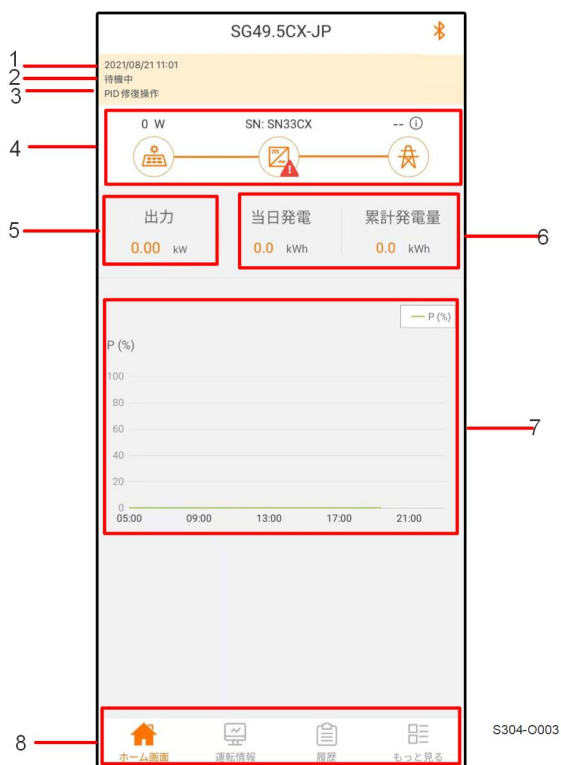 SG49.5CX-JP
1
2021/08/21 11:01
2
待機中
3
PID修復操作
0 W
SN: SN33CX
--
4
5
出力
0.00 kW
当日発電
累計発電量
0.0 kWh
0.0 kWh
6
P (%)
P (%)
100
80
60
40
20
0
7
05:00 09:00 13:00 17:00 21:00
8
ホーム画面
運転情報
履歴
もっと見る
S304-O003